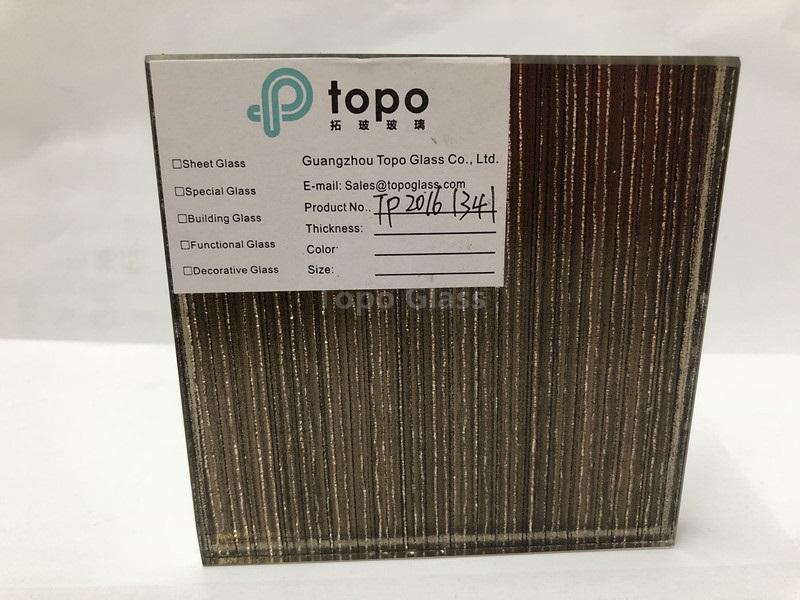 topo
拓玻玻璃
□Sheet Glass
□Special Glass
□Building Glass
□Functional Glass
□Decorative Glass
Guangzhou Topo Glass Co., Ltd.
E-mail: Sales@topoglass.com
Product No.. TP2016 1341
Thickness:
Color:
Size:
Topo Glass